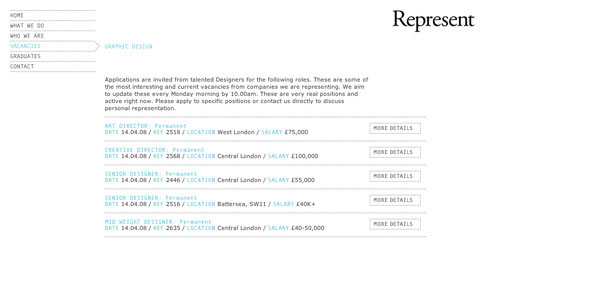 Represent
HOME
WHAT WE DO
WHO WE ARE
VACANCIES
GRADUATES
CONTACT
GRAPHIC DESIGN
Applications are invited from talented Designers for the following roles. These are some of
the most interesting and current vacancies from companies we are representing. We aim
to update these every Monday morning by 10.00am. These are very real positions and
active right now. Please apply to specific positions or contact us directly to discuss
personal representation.
ART DIRECTOR: Permanent
DATE 14.04.08 / REF 2518 / LOCATION West London / SALARY £75,000
MORE DETAILS
CREATIVE DIRECTOR: Permanent
DATE 14.04.08 / REF 2568 / LOCATION Central London / SALARY £100,000
MORE DETAILS
SENIOR DESIGNER: Permanent
DATE 14.04.08 / REF 2446 / LOCATION Central London / SALARY £55,000
MORE DETAILS
SENIOR DESIGNER: Permanent
DATE 14.04.08 / REF 2516 / LOCATION Battersea, SW11 / SALARY £40K+
MORE DETAILS
MID WEIGHT DESIGNER: Permanent
DATE 14.04.08 / REF 2635 / LOCATION Central London / SALARY £40-50,000
MORE DETAILS